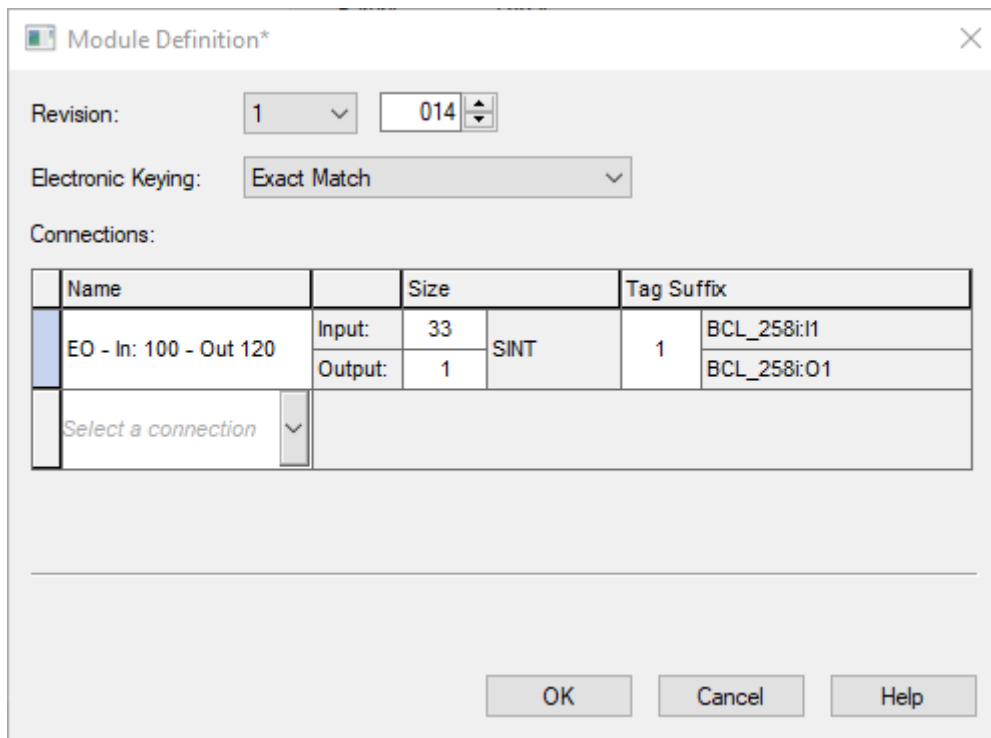 Module Definition*
Revision: 1 014
Electronic Keying: Exact Match
Connections:
Name Size Tag Suffix
EO - In: 100 - Out 120 Input: 33 SINT 1 BCL_258i:I1
Output: 1 BCL_258i:O1
Select a connection
OK Cancel Help